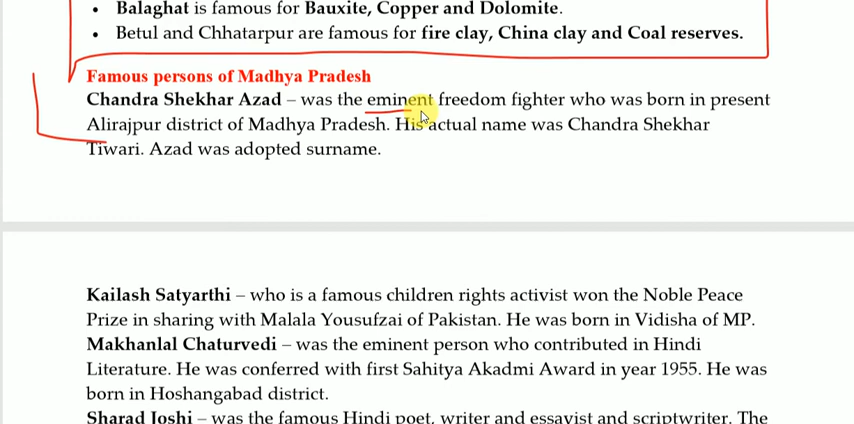 • Balaghat is famous for Bauxite, Copper and Dolomite.
• Betul and Chhatarpur are famous for fire clay, China clay and Coal reserves.
Famous persons of Madhya Pradesh
Chandra Shekhar Azad – was the eminent freedom fighter who was born in present
Alirajpur district of Madhya Pradesh. His actual name was Chandra Shekhar
Tiwari. Azad was adopted surname.
Kailash Satyarthi – who is a famous children rights activist won the Noble Peace
Prize in sharing with Malala Yousufzai of Pakistan. He was born in Vidisha of MP.
Makhanlal Chaturvedi – was the eminent person who contributed in Hindi
Literature. He was conferred with first Sahitya Akadmi Award in year 1955. He was
born in Hoshangabad district.
Sharad Joshi – was the famous Hindi poet, writer and essayist and scriptwriter. The